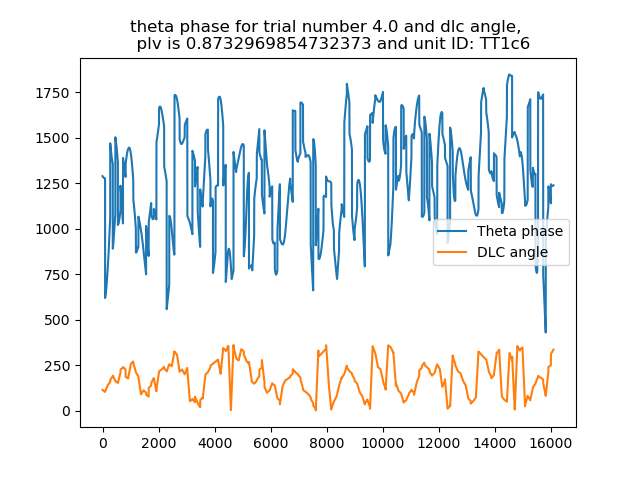 theta phase for trial number 4.0 and dlc angle,
plv is 0.8732969854732373 and unit ID: TT1c6
1750
1500
1250
1000
750
500
250
0
Theta phase
DLC angle
0 2000 4000 6000 8000 10000 12000 14000 16000